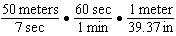 50 meters / 7 sec • 60 sec / 1 min • 1 meter / 39.37 in